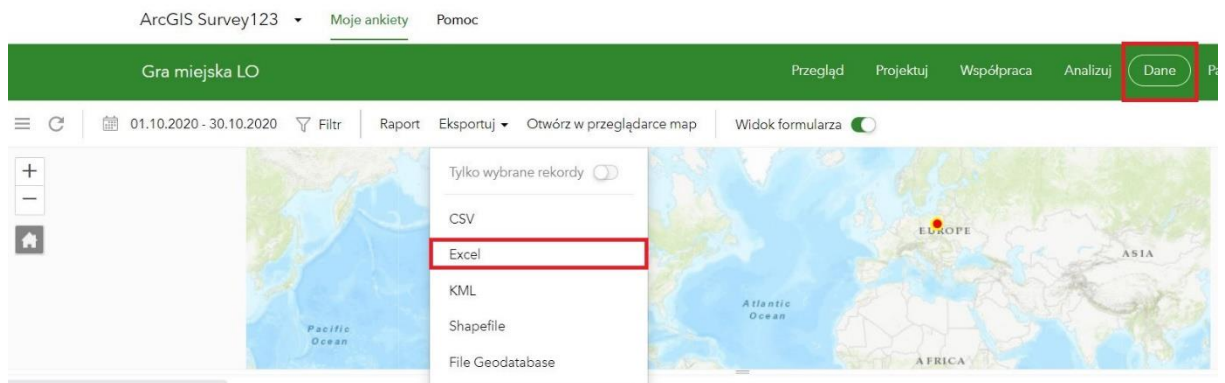 ArcGIS Survey123 Moje ankiety Pomoc
Gra miejska LO Przegląd Projektuj Współpraca Analizuj Dane
01.10.2020 - 30.10.2020 Filtr Raport Eksportuj Otwórz w przeglądarce map Widok formularza
Tylko wybrane rekordy
CSV
Excel
KML
Shapefile
File Geodatabase
Pacific
Ocean
Atlantic
Ocean
EUROPE
ASIA
AFRICA